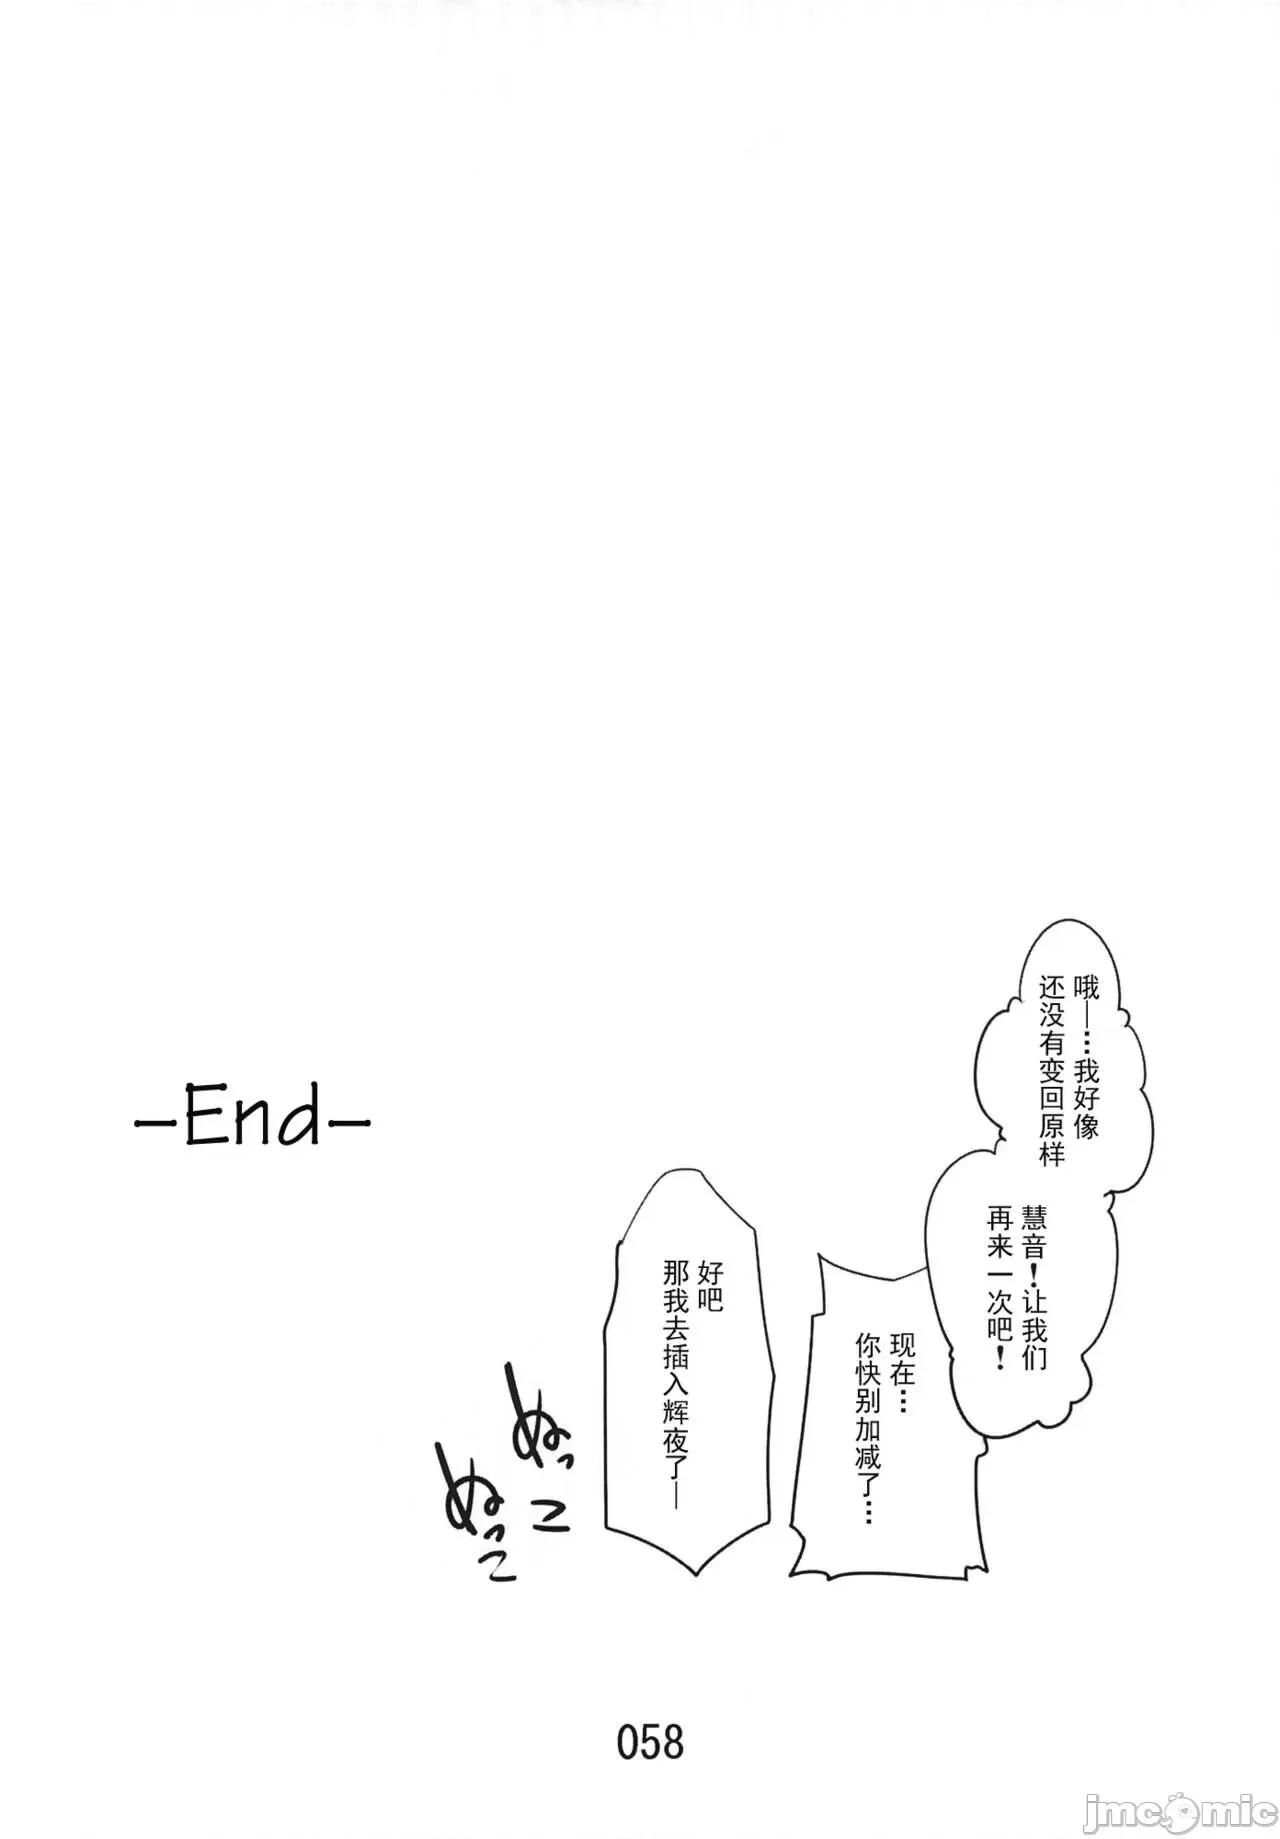 哦—…我好像
还没有变回原样
慧音！让我们
再来一次吧！
现在…
你快别加减了…
好吧
那我去插入辉夜了—
ぬっ
こ
ぬっ
こ
–End–
058
jmcomic